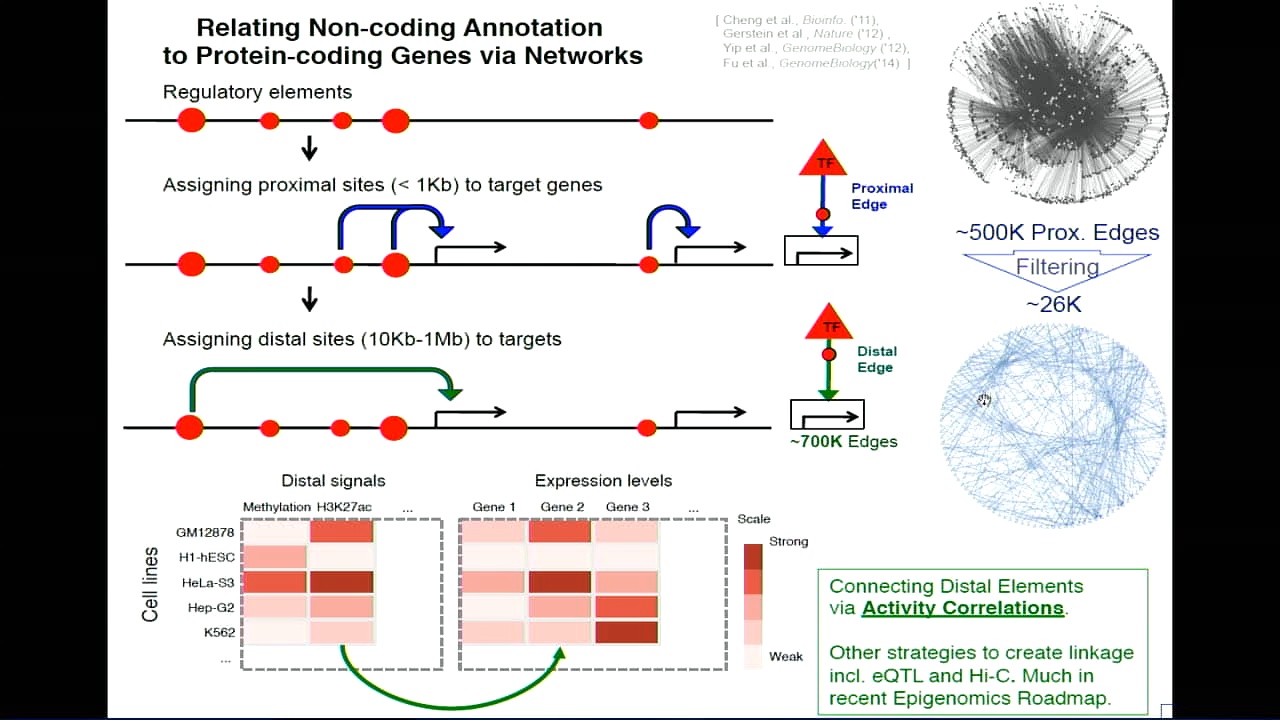 Relating Non-coding Annotation
to Protein-coding Genes via Networks
[ Cheng et al., Bioinfo. ('11),
Gerstein et al., Nature ('12) ,
Yip et al., GenomeBiology ('12),
Fu et al., GenomeBiology('14) ]
Regulatory elements
Assigning proximal sites (< 1Kb) to target genes
TF
Proximal
Edge
~500K Prox. Edges
Filtering
~26K
Assigning distal sites (10Kb-1Mb) to targets
TF
Distal
Edge
~700K Edges
Distal signals
Expression levels
Methylation H3K27ac ...
Gene 1 Gene 2 Gene 3 ...
Cell lines
GM12878
H1-hESC
HeLa-S3
Hep-G2
K562
...
Scale
Strong
Weak
Connecting Distal Elements
via Activity Correlations.
Other strategies to create linkage
incl. eQTL and Hi-C. Much in
recent Epigenomics Roadmap.